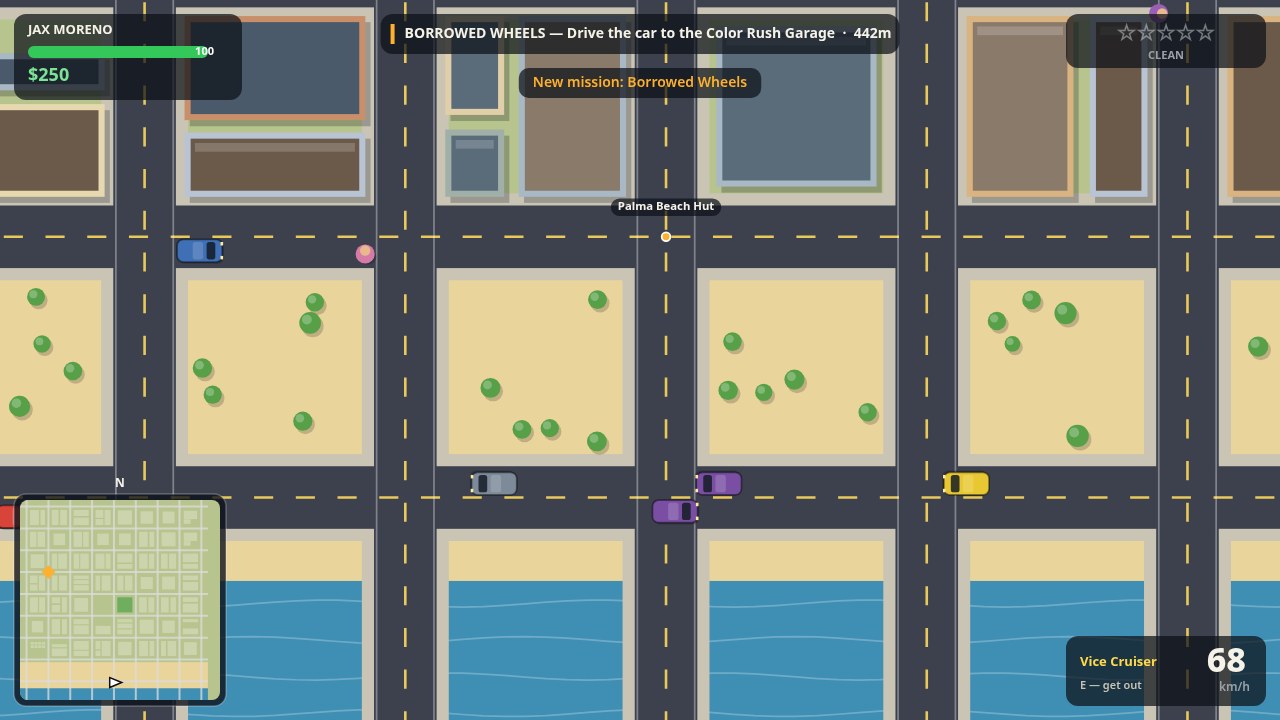 JAX MORENO
100
$250
BORROWED WHEELS — Drive the car to the Color Rush Garage · 442m
New mission: Borrowed Wheels
CLEAN
Palma Beach Hut
N
Vice Cruiser
68
E — get out
km/h